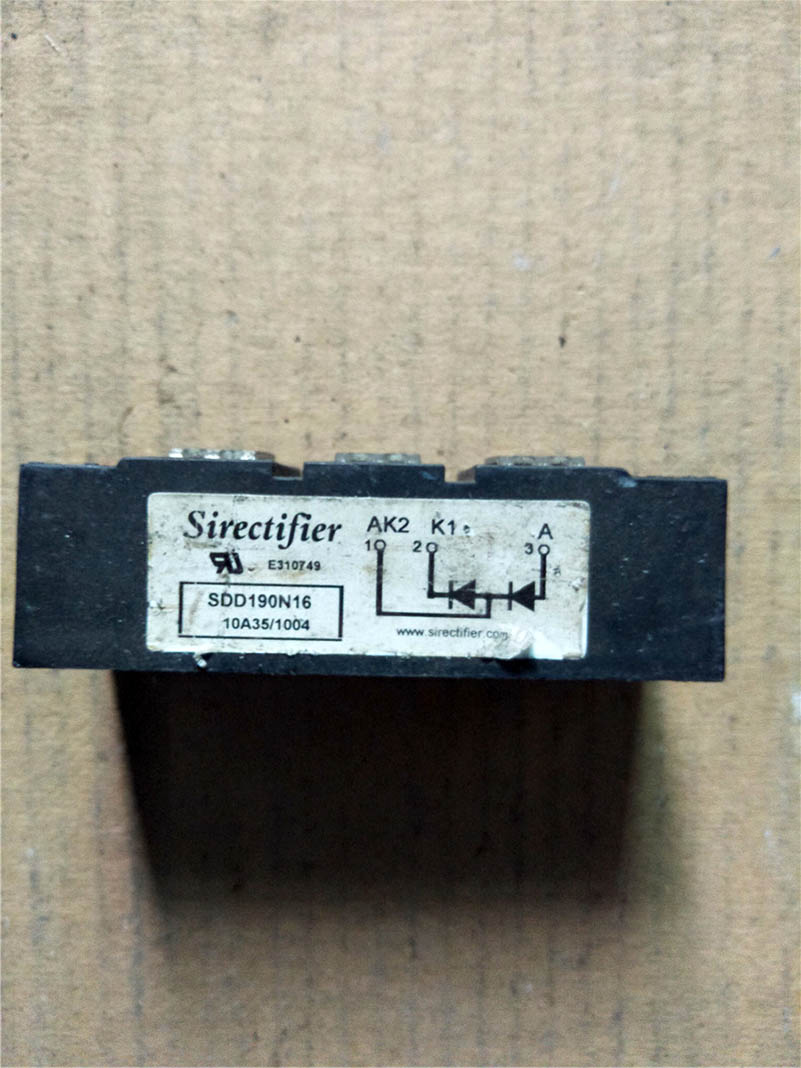 Sirectifier
E310749
SDD190N16
10A35/1004
AK2 K1 A
1 2 3
www.sirectifier.com